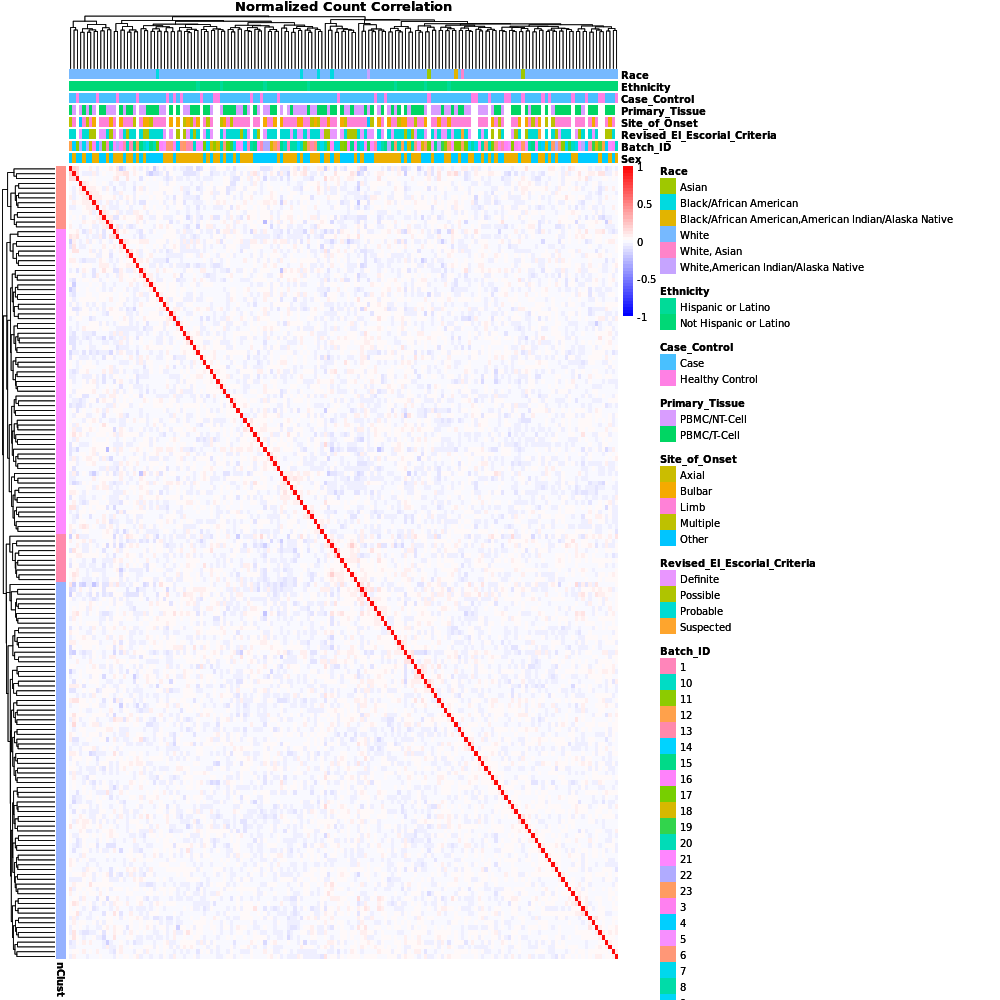 Normalized Count Correlation
Race
Ethnicity
Case_Control
Primary_Tissue
Site_of_Onset
Revised_El_Escorial_Criteria
Batch_ID
Sex
1
0.5
0
-0.5
-1
nClust
Race
Asian
Black/African American
Black/African American,American Indian/Alaska Native
White
White, Asian
White,American Indian/Alaska Native
Ethnicity
Hispanic or Latino
Not Hispanic or Latino
Case_Control
Case
Healthy Control
Primary_Tissue
PBMC/NT-Cell
PBMC/T-Cell
Site_of_Onset
Axial
Bulbar
Limb
Multiple
Other
Revised_El_Escorial_Criteria
Definite
Possible
Probable
Suspected
Batch_ID
1
10
11
12
13
14
15
16
17
18
19
20
21
22
23
3
4
5
6
7
8